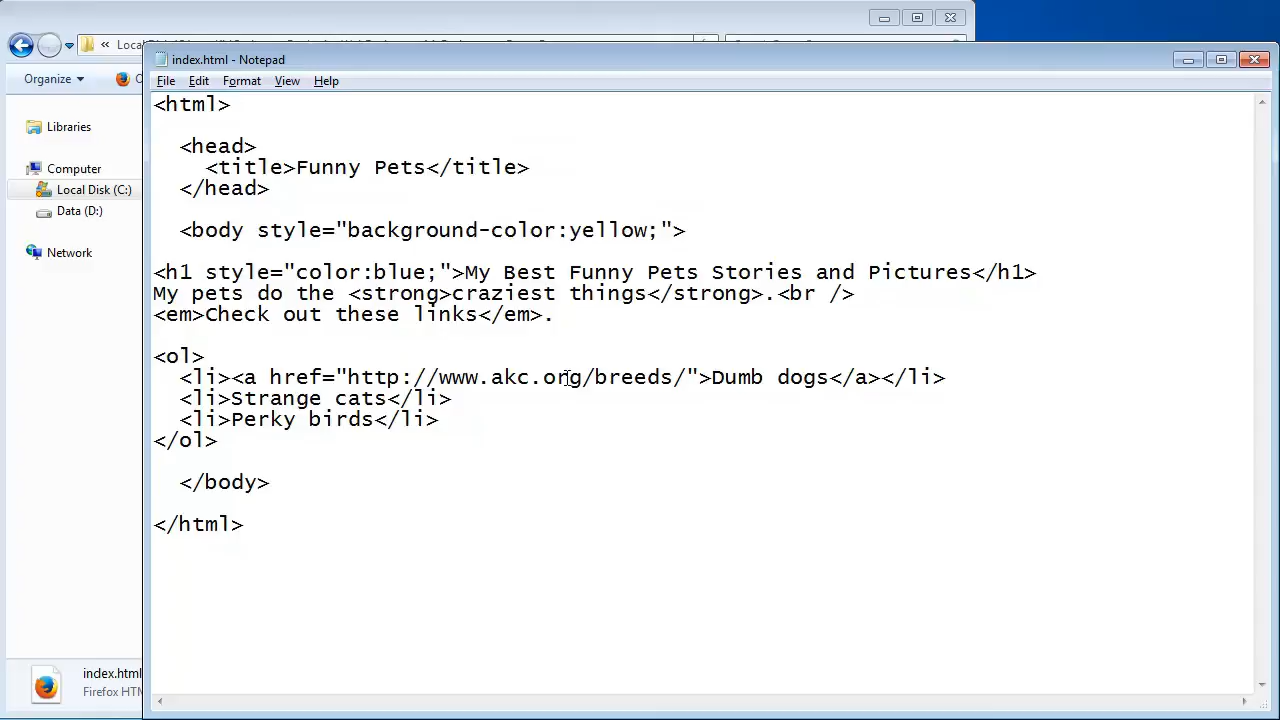 index.html - Notepad
File Edit Format View Help
Organize
Libraries
Computer
Local Disk (C:)
Data (D:)
Network
<html>
<head>
<title>Funny Pets</title>
</head>
<body style="background-color:yellow;">
<h1 style="color:blue;">My Best Funny Pets Stories and Pictures</h1>
My pets do the <strong>craziest things</strong>.<br />
<em>Check out these links</em>.
<ol>
<li><a href="http://www.akc.org/breeds/">Dumb dogs</a></li>
<li>Strange cats</li>
<li>Perky birds</li>
</ol>
</body>
</html>
index.html
Firefox HTM